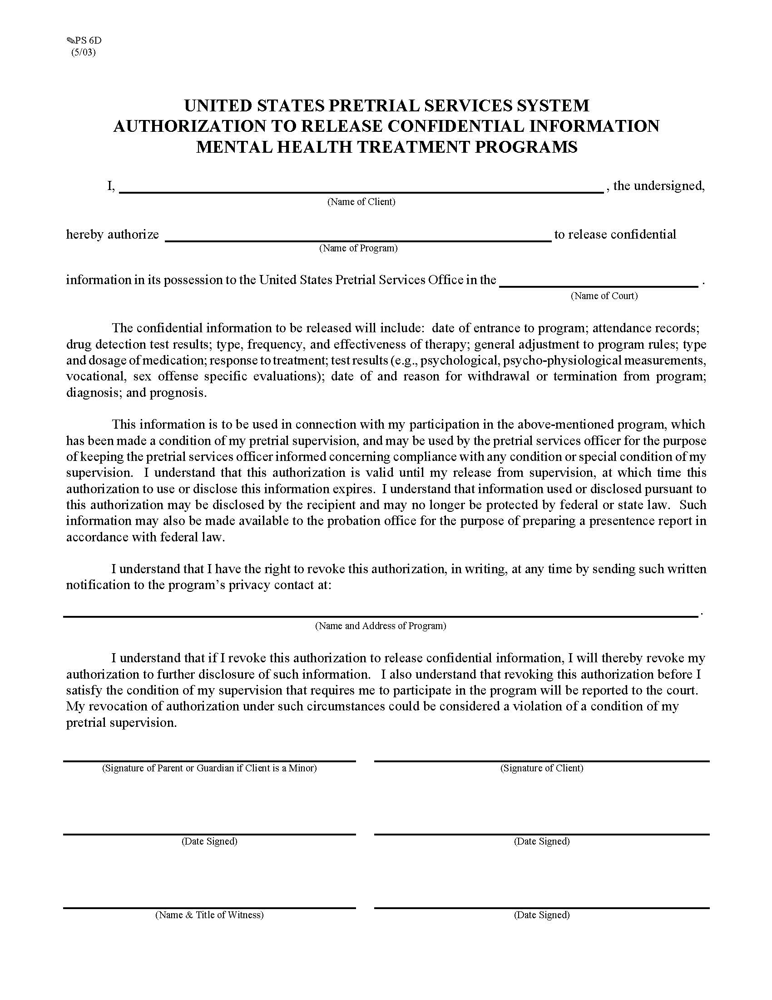 ✎PS 6D
(5/03)
UNITED STATES PRETRIAL SERVICES SYSTEM
AUTHORIZATION TO RELEASE CONFIDENTIAL INFORMATION
MENTAL HEALTH TREATMENT PROGRAMS
I, , the undersigned,
(Name of Client)
hereby authorize to release confidential
(Name of Program)
information in its possession to the United States Pretrial Services Office in the .
(Name of Court)
The confidential information to be released will include: date of entrance to program; attendance records;
drug detection test results; type, frequency, and effectiveness of therapy; general adjustment to program rules; type
and dosage of medication; response to treatment; test results (e.g., psychological, psycho-physiological measurements,
vocational, sex offense specific evaluations); date of and reason for withdrawal or termination from program;
diagnosis; and prognosis.
This information is to be used in connection with my participation in the above-mentioned program, which
has been made a condition of my pretrial supervision, and may be used by the pretrial services officer for the purpose
of keeping the pretrial services officer informed concerning compliance with any condition or special condition of my
supervision. I understand that this authorization is valid until my release from supervision, at which time this
authorization to use or disclose this information expires. I understand that information used or disclosed pursuant to
this authorization may be disclosed by the recipient and may no longer be protected by federal or state law. Such
information may also be made available to the probation office for the purpose of preparing a presentence report in
accordance with federal law.
I understand that I have the right to revoke this authorization, in writing, at any time by sending such written
notification to the program’s privacy contact at:
.
(Name and Address of Program)
I understand that if I revoke this authorization to release confidential information, I will thereby revoke my
authorization to further disclosure of such information. I also understand that revoking this authorization before I
satisfy the condition of my supervision that requires me to participate in the program will be reported to the court.
My revocation of authorization under such circumstances could be considered a violation of a condition of my
pretrial supervision.
(Signature of Parent or Guardian if Client is a Minor) (Signature of Client)
(Date Signed) (Date Signed)
(Name & Title of Witness) (Date Signed)